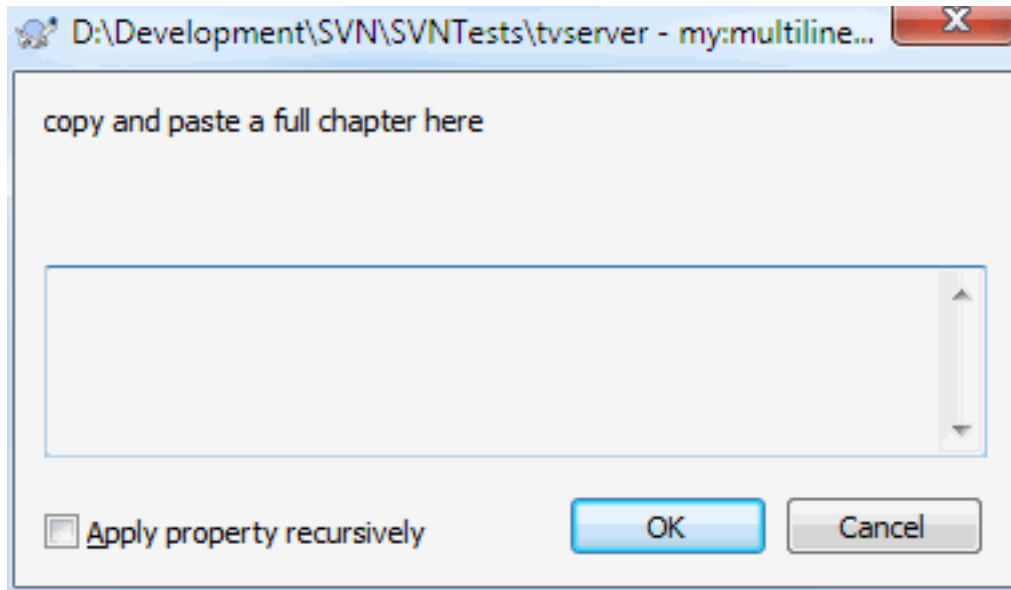 D:\Development\SVN\SVNTests\tvserver - my:multiline...
copy and paste a full chapter here
Apply property recursively
OK
Cancel